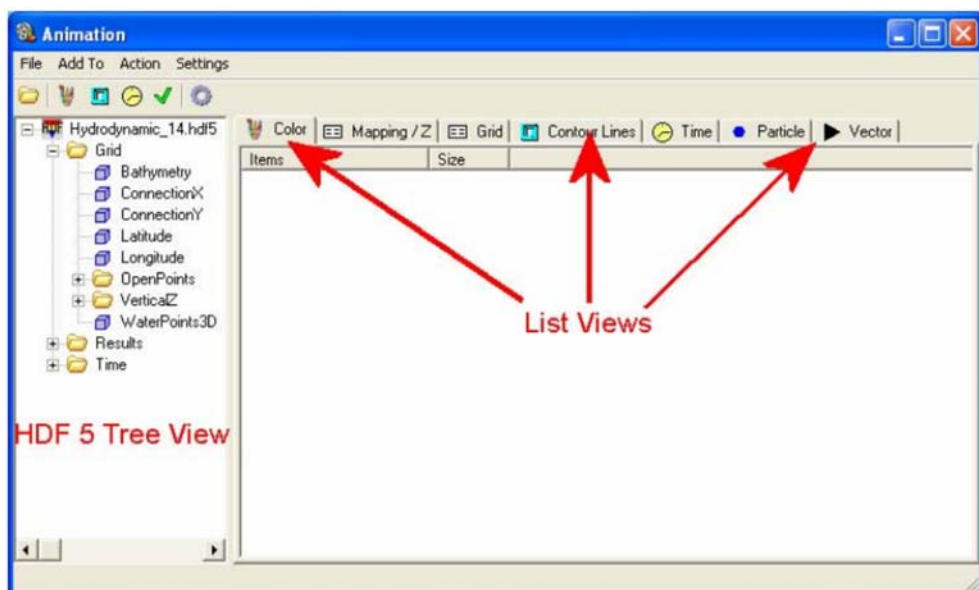 Animation
File Add To Action Settings
HDF Hydrodynamic_14.hdf5
Grid
Bathymetry
ConnectionX
ConnectionY
Latitude
Longitude
OpenPoints
VerticalZ
WaterPoints3D
Results
Time
HDF 5 Tree View
Color Mapping / Z Grid Contour Lines Time Particle Vector
Items Size
List Views